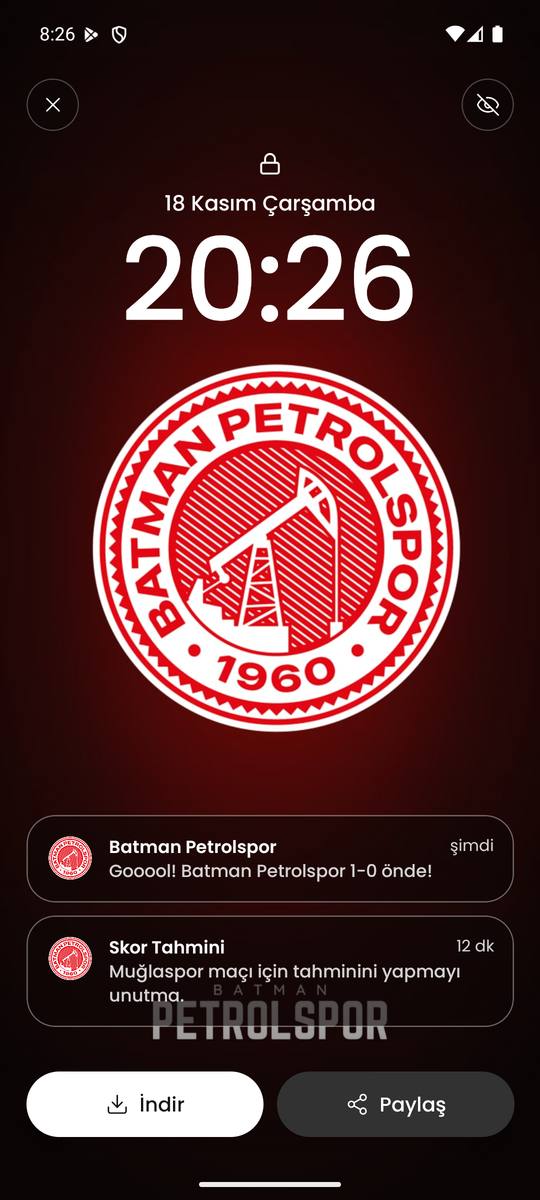 8:26
18 Kasım Çarşamba
20:26
BATMAN PETROLSPOR
• 1960 •
Batman Petrolspor
şimdi
Gooool! Batman Petrolspor 1-0 önde!
Skor Tahmini
12 dk
Muğlaspor maçı için tahminini yapmayı
unutma.
BATMAN
PETROLSPOR
İndir
Paylaş